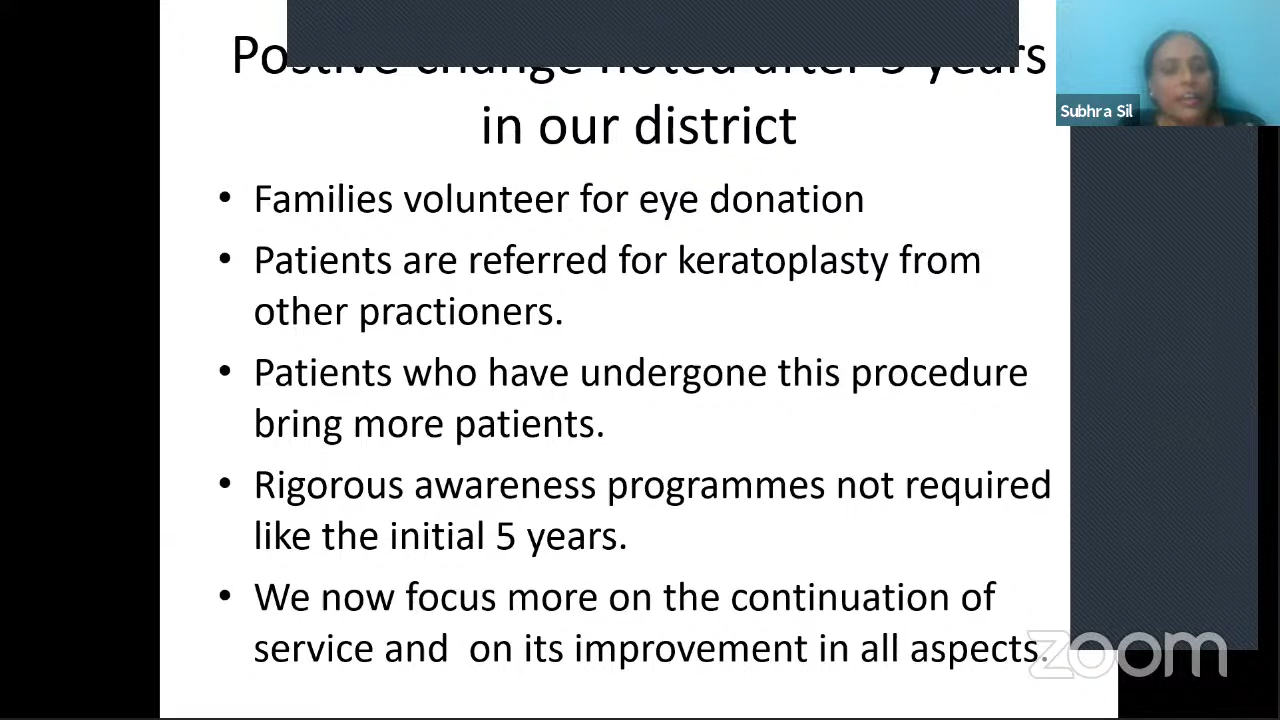 Postive change noted after 5 years
in our district
Subhra Sil
• Families volunteer for eye donation
• Patients are referred for keratoplasty from
other practioners.
• Patients who have undergone this procedure
bring more patients.
• Rigorous awareness programmes not required
like the initial 5 years.
• We now focus more on the continuation of
service and on its improvement in all aspects.
zoom